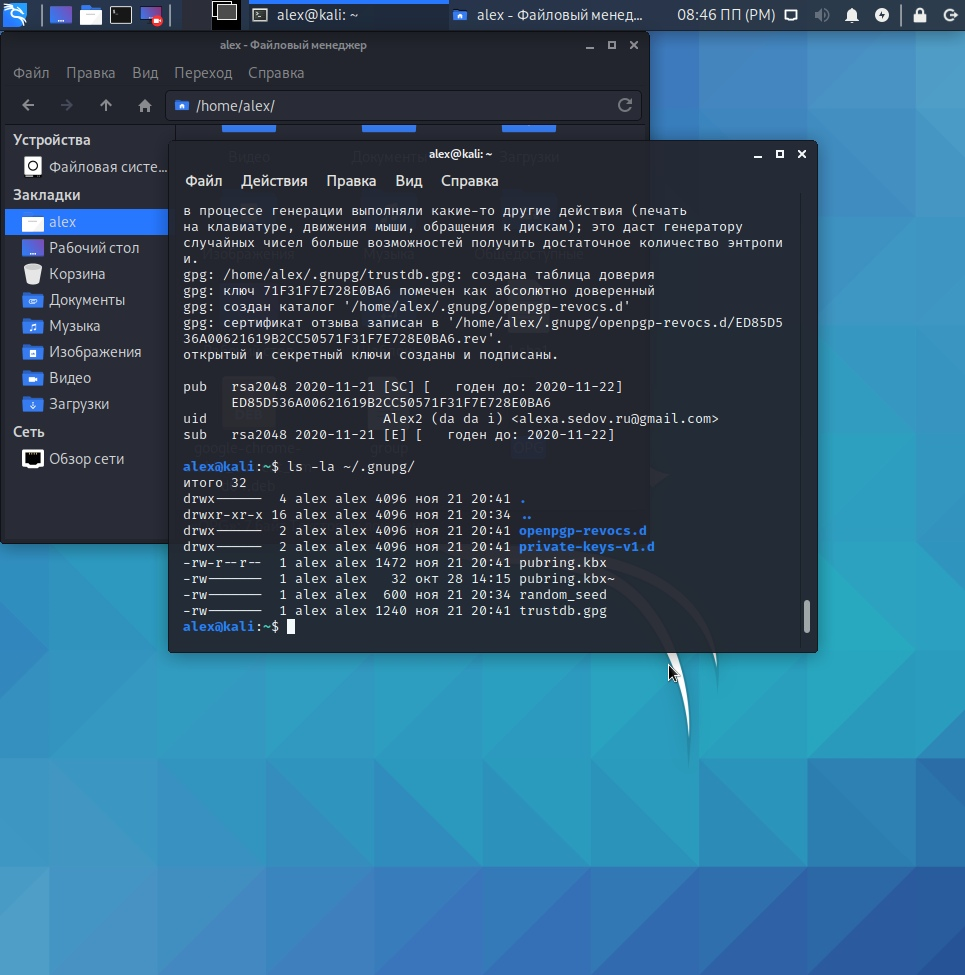 alex@kali: ~
alex - Файловый менед...
08:46 ПП (PM)
alex - Файловый менеджер
Файл Правка Вид Переход Справка
/home/alex/
Устройства
Файловая систе...
Закладки
alex
Рабочий стол
Корзина
Документы
Музыка
Изображения
Видео
Загрузки
Сеть
Обзор сети
alex@kali: ~
Файл Действия Правка Вид Справка
в процессе генерации выполняли какие-то другие действия (печать
на клавиатуре, движения мыши, обращения к дискам); это даст генератору
случайных чисел больше возможностей получить достаточное количество энтропи
и.
gpg: /home/alex/.gnupg/trustdb.gpg: создана таблица доверия
gpg: ключ 71F31F7E728E0BA6 помечен как абсолютно доверенный
gpg: создан каталог '/home/alex/.gnupg/openpgp-revocs.d'
gpg: сертификат отзыва записан в '/home/alex/.gnupg/openpgp-revocs.d/ED85D5
36A00621619B2CC50571F31F7E728E0BA6.rev'.
открытый и секретный ключи созданы и подписаны.
pub rsa2048 2020-11-21 [SC] [ годен до: 2020-11-22]
ED85D536A00621619B2CC50571F31F7E728E0BA6
uid Alex2 (da da i) <alexa.sedov.ru@gmail.com>
sub rsa2048 2020-11-21 [E] [ годен до: 2020-11-22]
alex@kali:~$ ls -la ~/.gnupg/
итого 32
drwx------ 4 alex alex 4096 ноя 21 20:41 .
drwxr-xr-x 16 alex alex 4096 ноя 21 20:34 ..
drwx------ 2 alex alex 4096 ноя 21 20:41 openpgp-revocs.d
drwx------ 2 alex alex 4096 ноя 21 20:41 private-keys-v1.d
-rw-r--r-- 1 alex alex 1472 ноя 21 20:41 pubring.kbx
-rw------- 1 alex alex 32 окт 28 14:15 pubring.kbx~
-rw------- 1 alex alex 600 ноя 21 20:34 random_seed
-rw------- 1 alex alex 1240 ноя 21 20:41 trustdb.gpg
alex@kali:~$